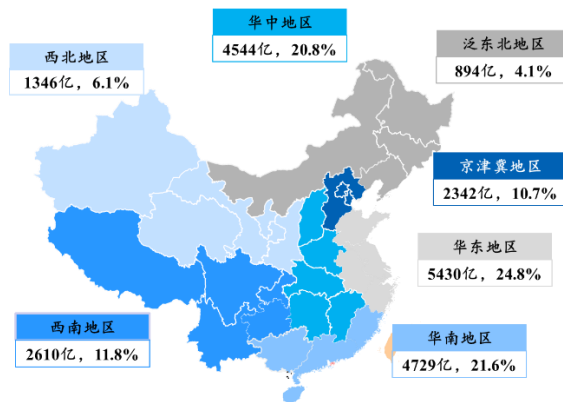 华中地区
4544亿，20.8%
泛东北地区
894亿，4.1%
西北地区
1346亿，6.1%
京津冀地区
2342亿，10.7%
华东地区
5430亿，24.8%
西南地区
2610亿，11.8%
华南地区
4729亿，21.6%